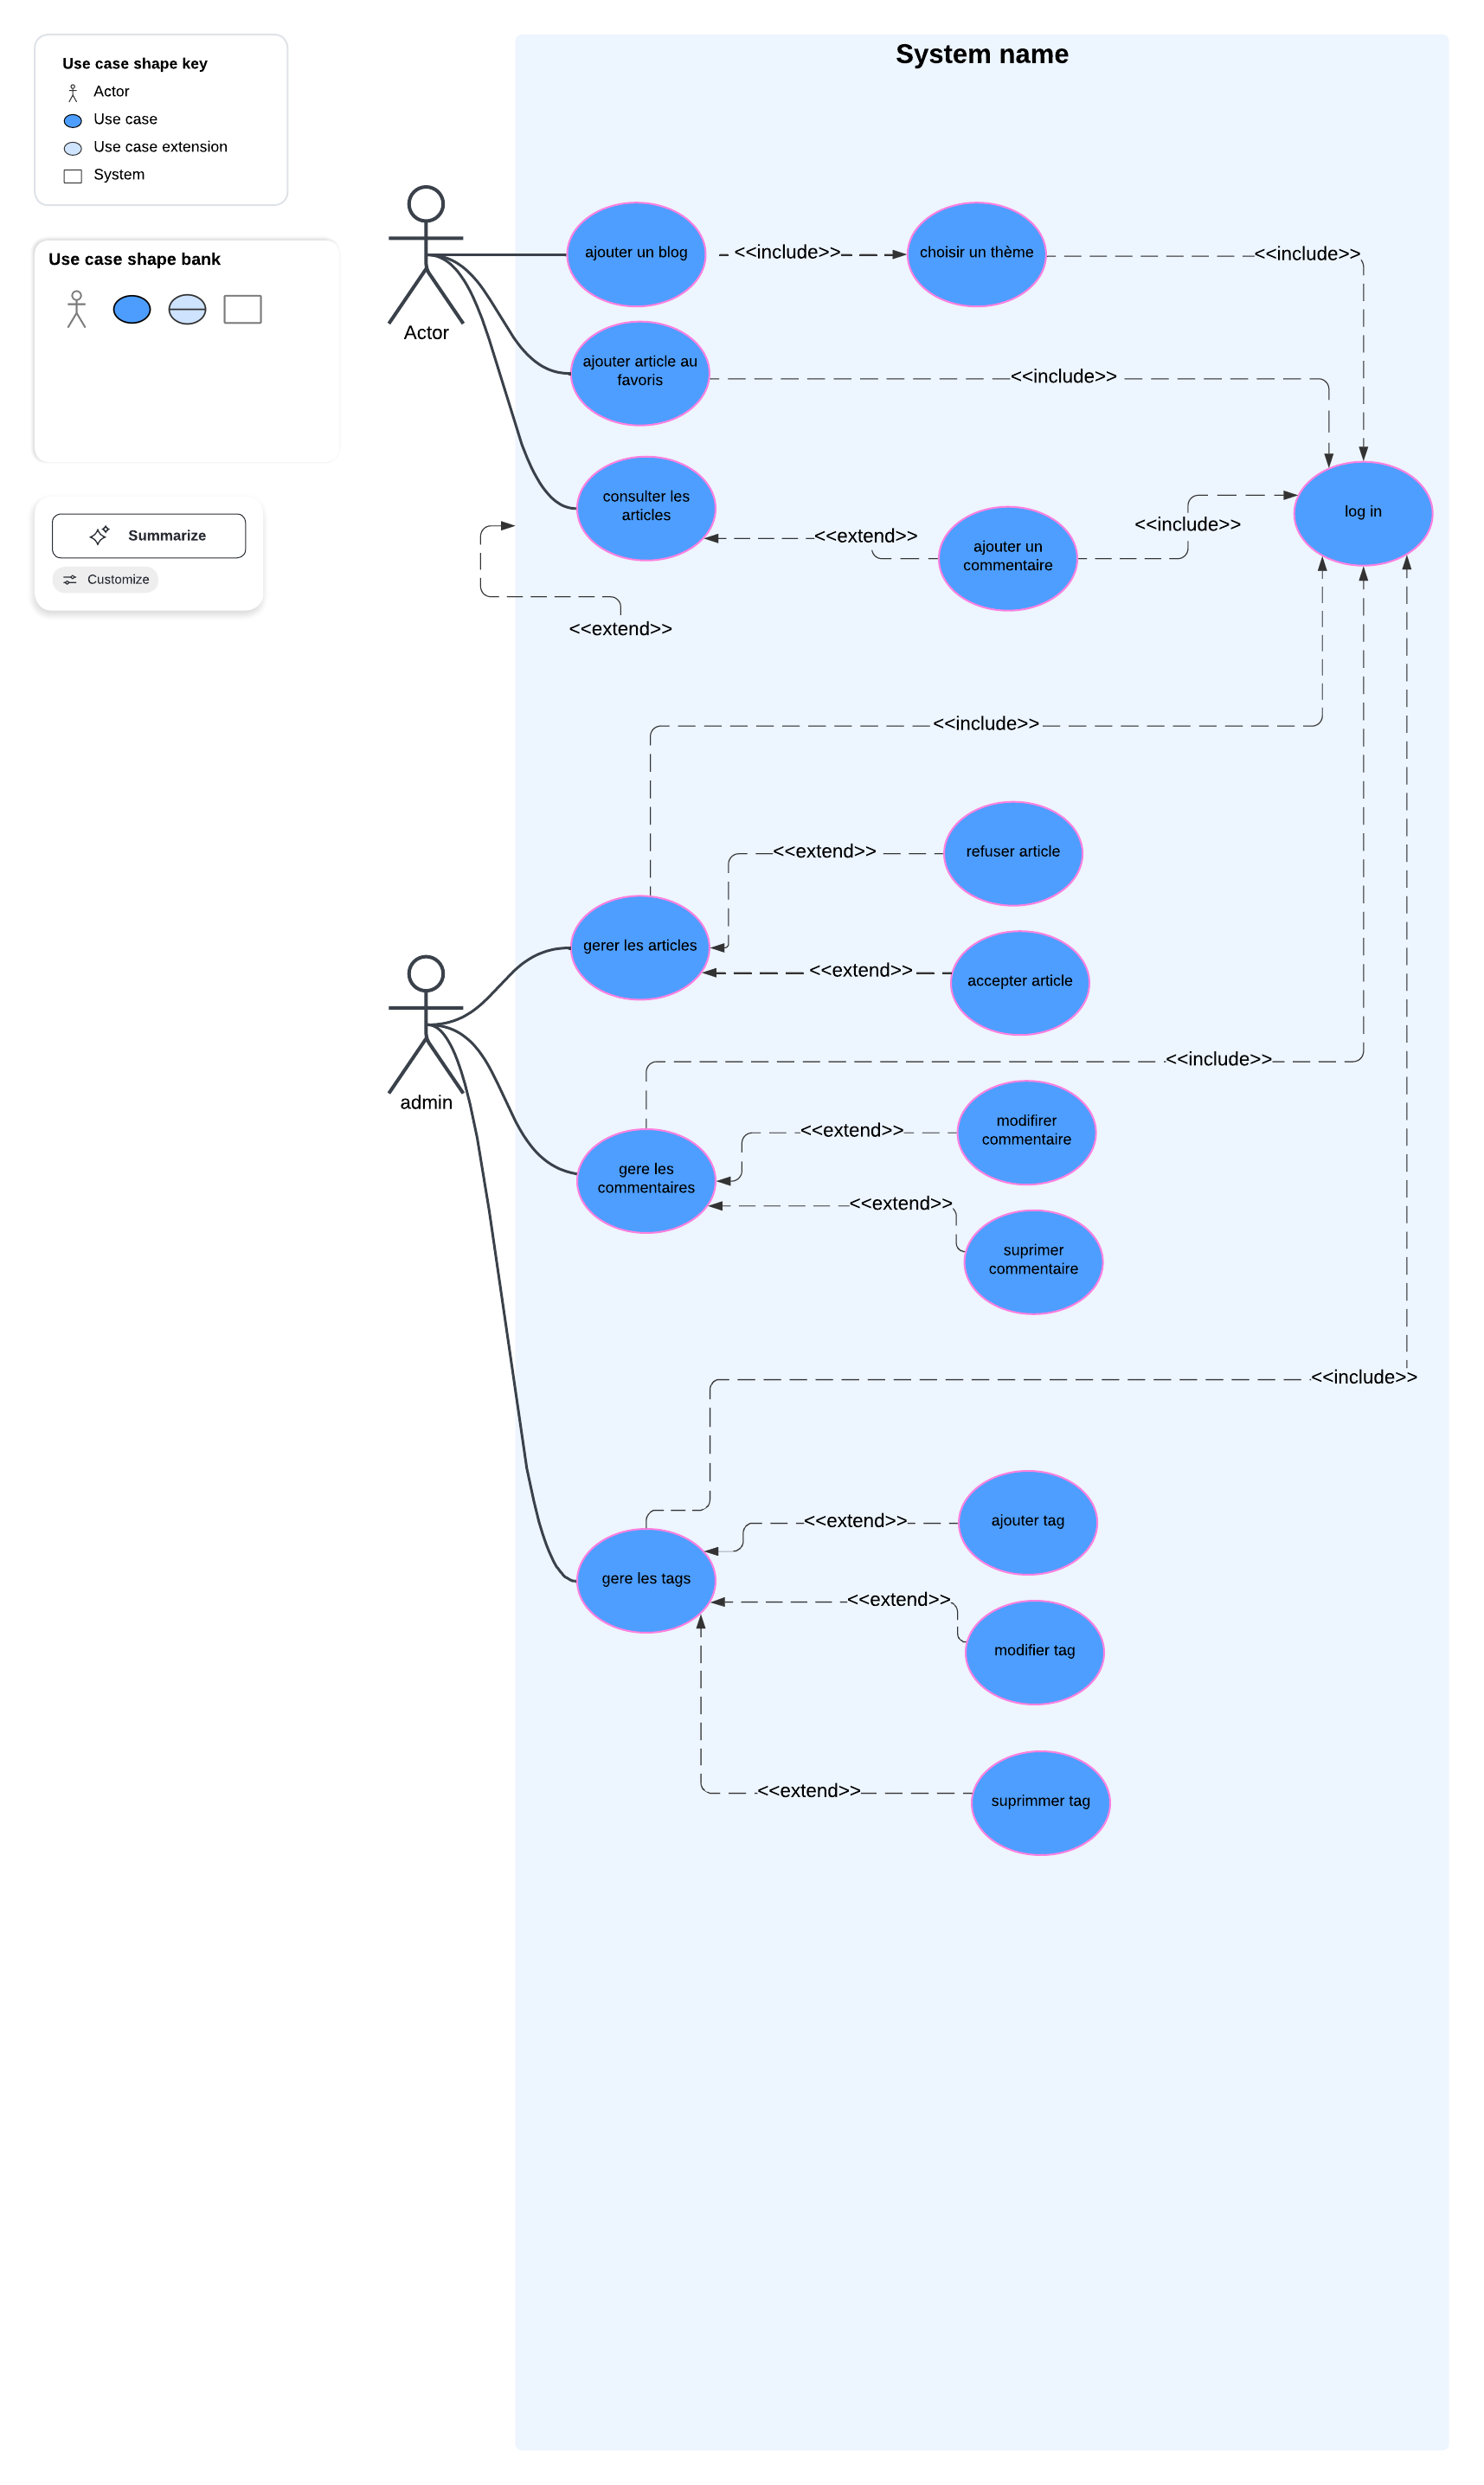 Use case shape key
Actor
Use case
Use case extension
System
Use case shape bank
Summarize
Customize
System name
Actor
ajouter un blog
<<include>>
choisir un thème
<<include>>
ajouter article au
favoris
<<include>>
consulter les
articles
<<extend>>
ajouter un
commentaire
<<include>>
log in
<<extend>>
<<include>>
<<extend>>
refuser article
gerer les articles
<<extend>>
accepter article
admin
<<include>>
<<extend>>
modifirer
commentaire
gere les
commentaires
<<extend>>
suprimer
commentaire
<<include>>
<<extend>>
ajouter tag
gere les tags
<<extend>>
modifier tag
<<extend>>
suprimmer tag